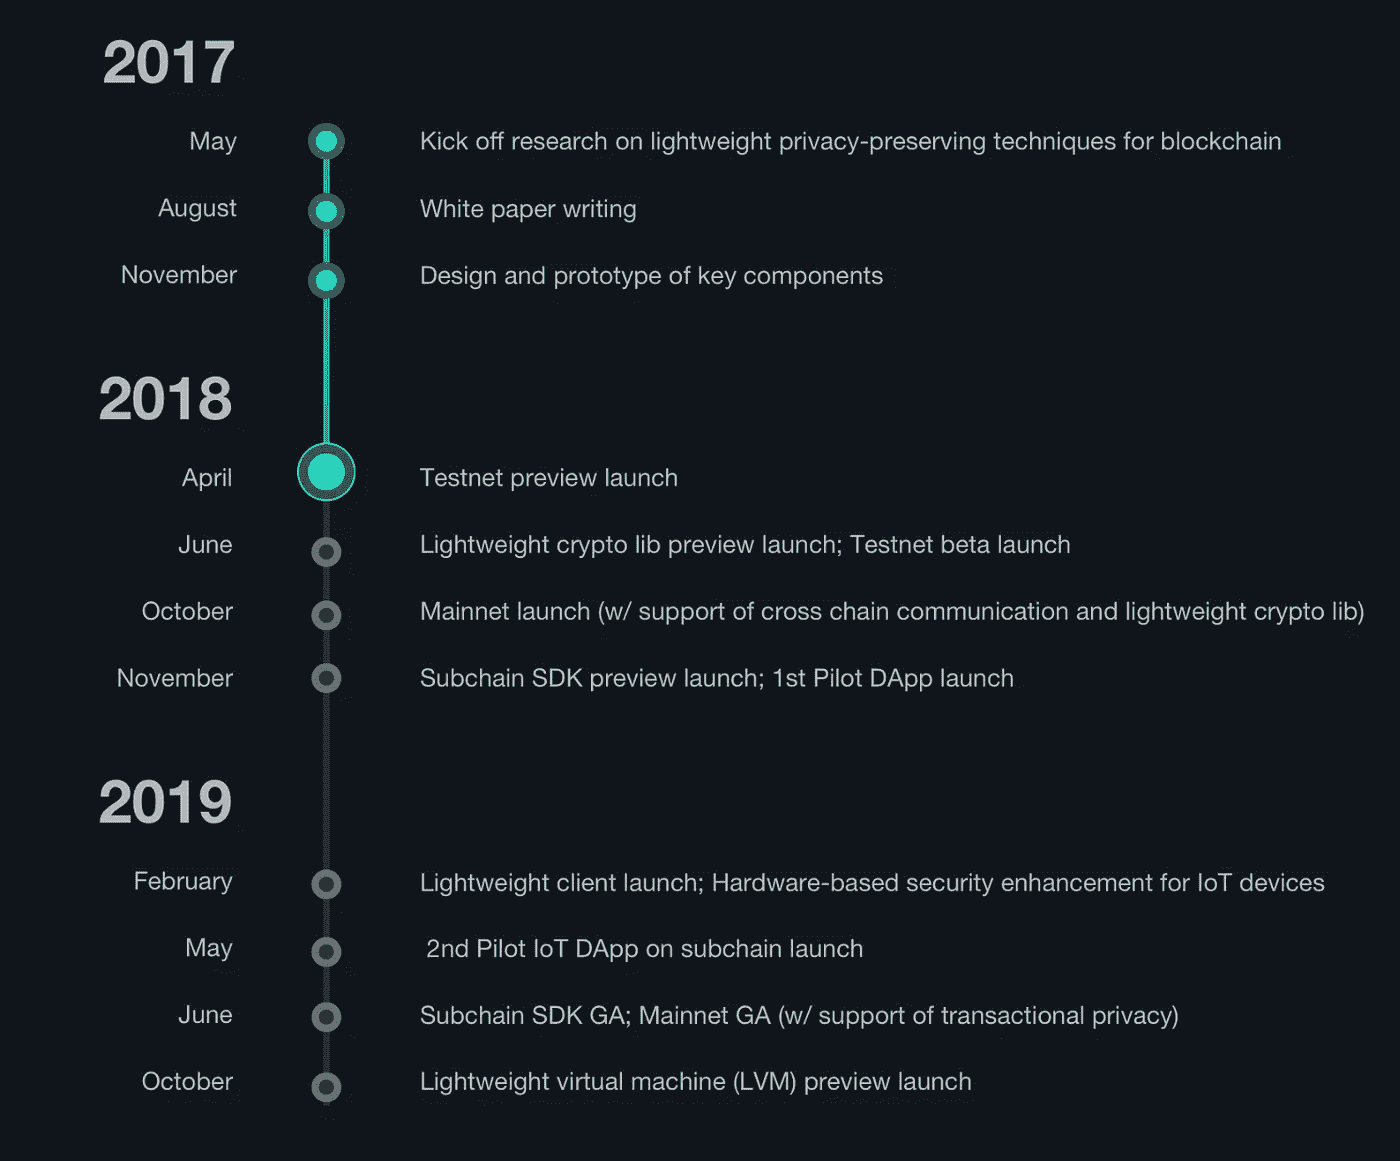 2017
May Kick off research on lightweight privacy-preserving techniques for blockchain
August White paper writing
November Design and prototype of key components
2018
April Testnet preview launch
June Lightweight crypto lib preview launch; Testnet beta launch
October Mainnet launch (w/ support of cross chain communication and lightweight crypto lib)
November Subchain SDK preview launch; 1st Pilot DApp launch
2019
February Lightweight client launch; Hardware-based security enhancement for IoT devices
May 2nd Pilot IoT DApp on subchain launch
June Subchain SDK GA; Mainnet GA (w/ support of transactional privacy)
October Lightweight virtual machine (LVM) preview launch